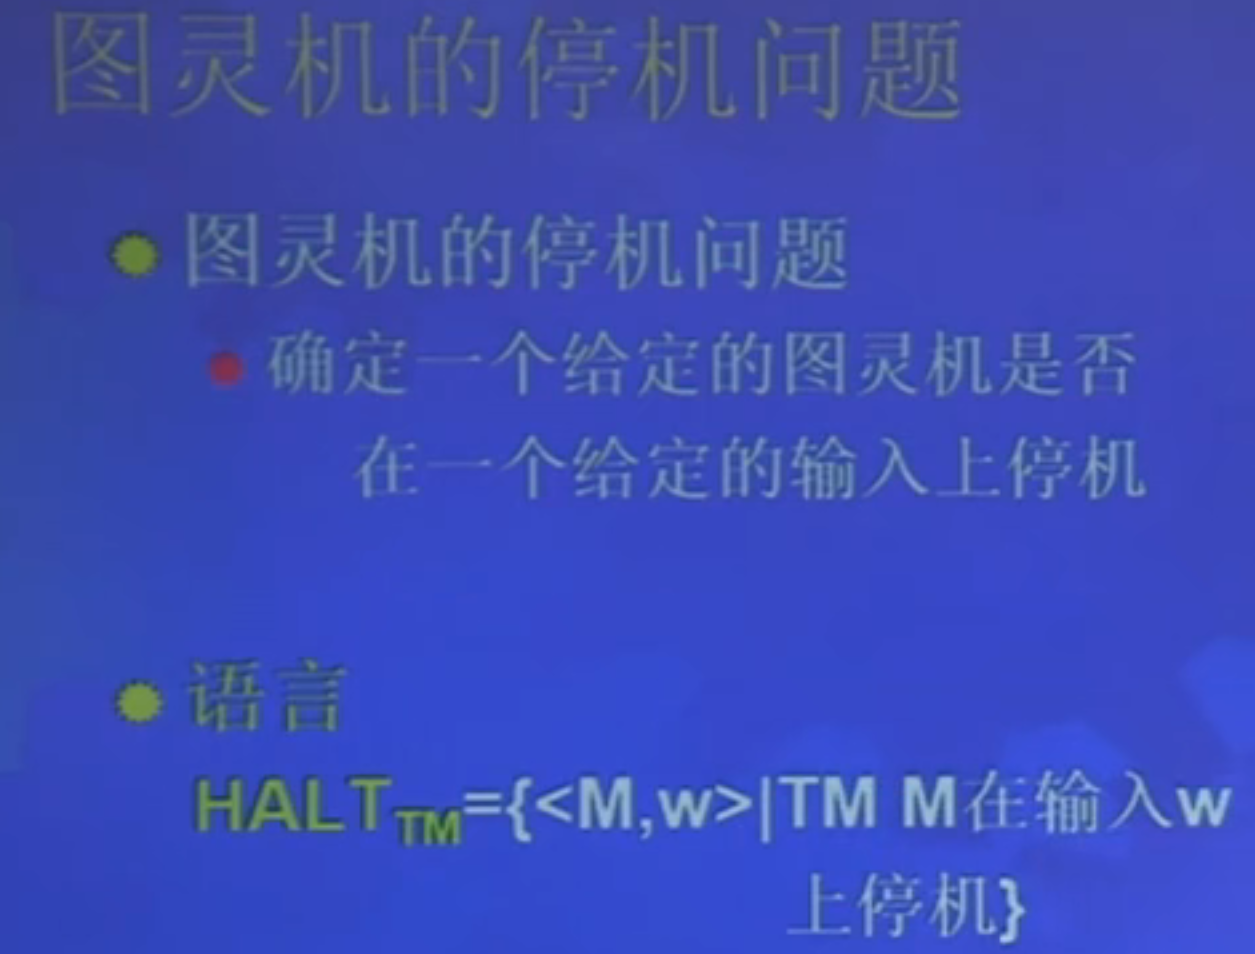 图灵机的停机问题
图灵机的停机问题
确定一个给定的图灵机是否
在一个给定的输入上停机
语言
HALT_TM={<M,w>|TM M在输入w
上停机}